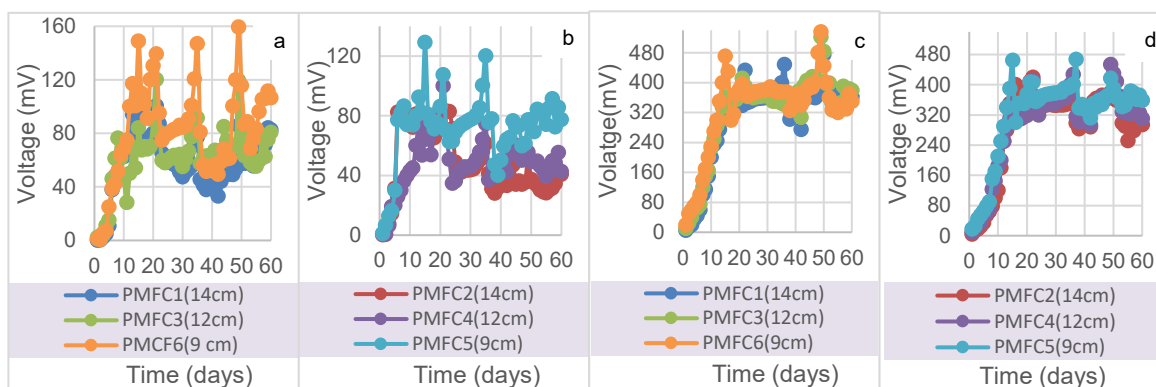 a
Voltage (mV)
160
120
80
40
0
0 10 20 30 40 50 60
PMFC1(14cm)
PMFC3(12cm)
PMCF6(9 cm)
Time (days)
b
Voltage (mV)
120
80
40
0
0 10 20 30 40 50 60
PMFC2(14cm)
PMFC4(12cm)
PMFC5(9cm)
Time (days)
c
Volatge(mV)
480
400
320
240
160
80
0
0 10 20 30 40 50 60
PMFC1(14cm)
PMFC3(12cm)
PMFC6(9cm)
Time (days)
d
Volatge (mV)
480
400
320
240
160
80
0
0 10 20 30 40 50 60
PMFC2(14cm)
PMFC4(12cm)
PMFC5(9cm)
Time (days)